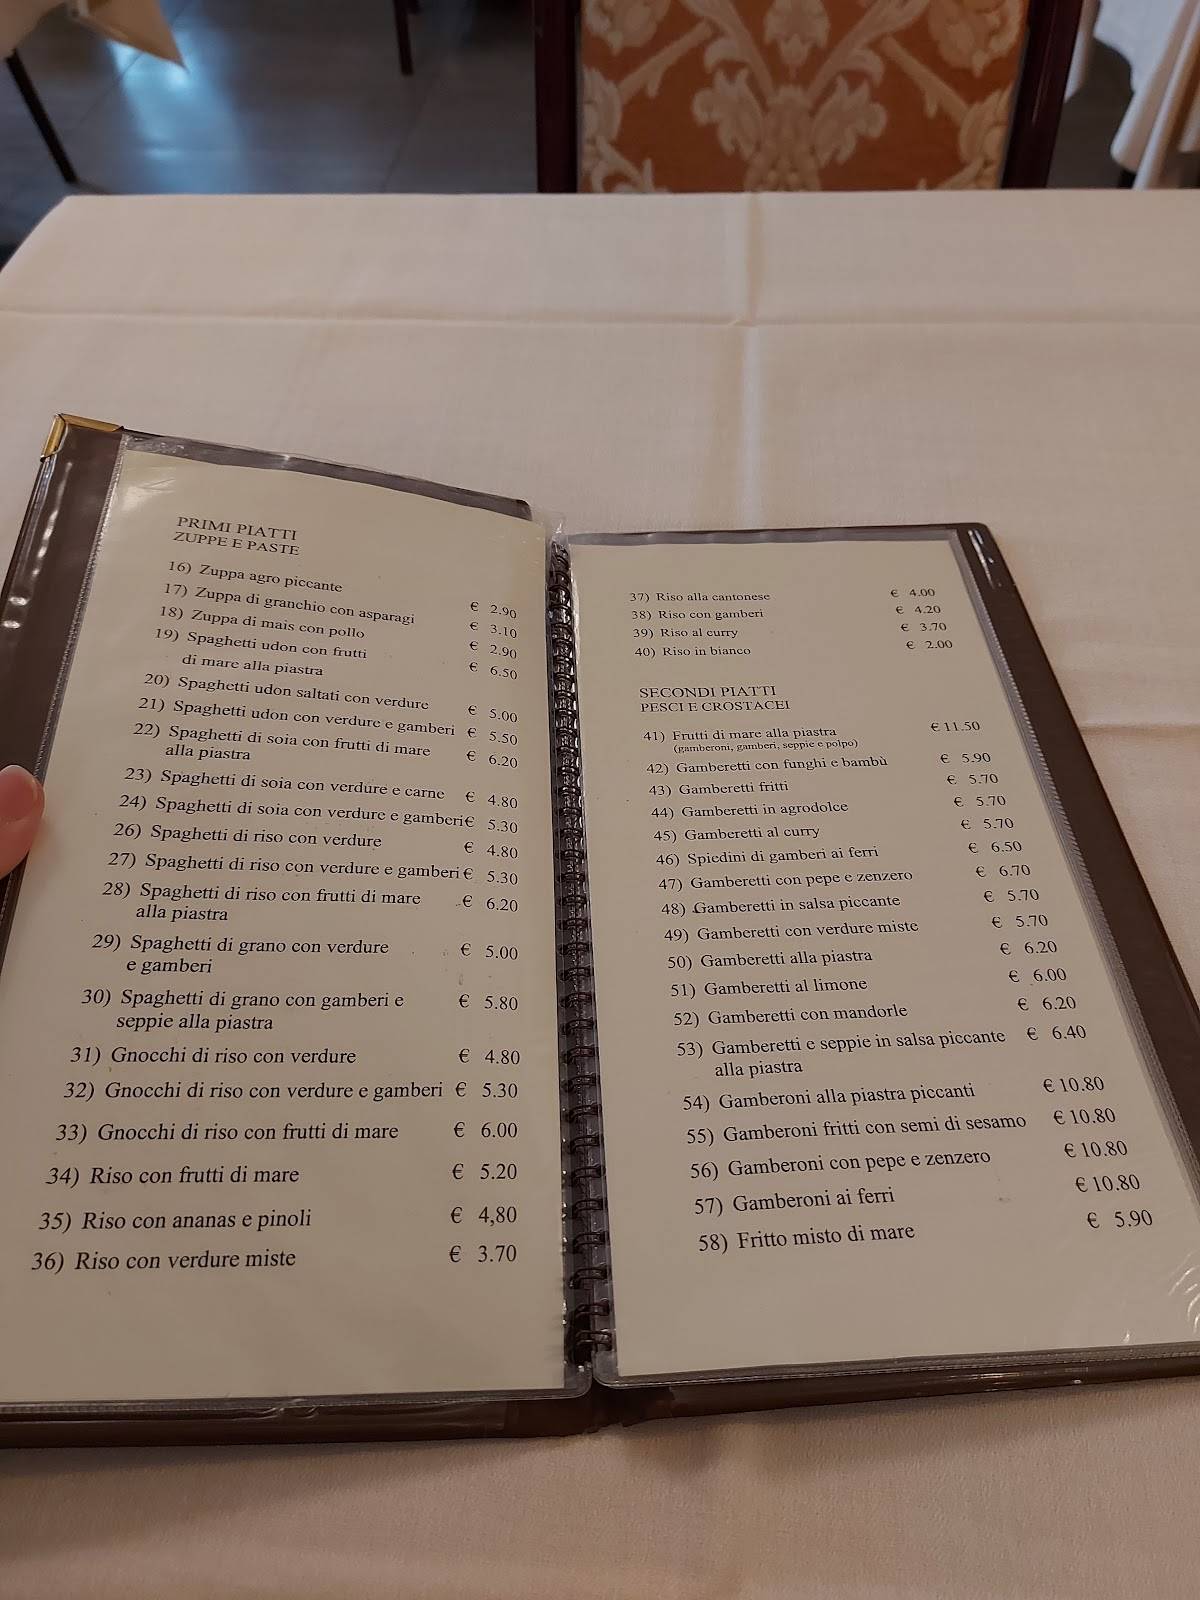 PRIMI PIATTI
ZUPPE E PASTE
16) Zuppa agro piccante € 2.90
17) Zuppa di granchio con asparagi € 3.10
18) Zuppa di mais con pollo € 2.90
19) Spaghetti udon con frutti € 6.50
di mare alla piastra
20) Spaghetti udon saltati con verdure € 5.00
21) Spaghetti udon con verdure e gamberi € 5.50
22) Spaghetti di soia con frutti di mare € 6.20
alla piastra
23) Spaghetti di soia con verdure e carne € 4.80
24) Spaghetti di soia con verdure e gamberi € 5.30
26) Spaghetti di riso con verdure € 4.80
27) Spaghetti di riso con verdure e gamberi € 5.30
28) Spaghetti di riso con frutti di mare € 6.20
alla piastra
29) Spaghetti di grano con verdure € 5.00
e gamberi
30) Spaghetti di grano con gamberi e € 5.80
seppie alla piastra
31) Gnocchi di riso con verdure € 4.80
32) Gnocchi di riso con verdure e gamberi € 5.30
33) Gnocchi di riso con frutti di mare € 6.00
34) Riso con frutti di mare € 5.20
35) Riso con ananas e pinoli € 4,80
36) Riso con verdure miste € 3.70
37) Riso alla cantonese € 4.00
38) Riso con gamberi € 4.20
39) Riso al curry € 3.70
40) Riso in bianco € 2.00
SECONDI PIATTI
PESCI E CROSTACEI
41) Frutti di mare alla piastra € 11.50
(gamberoni, gamberi, seppie e polpo)
42) Gamberetti con funghi e bambù € 5.90
43) Gamberetti fritti € 5.70
44) Gamberetti in agrodolce € 5.70
45) Gamberetti al curry € 5.70
46) Spiedini di gamberi ai ferri € 6.50
47) Gamberetti con pepe e zenzero € 6.70
48) Gamberetti in salsa piccante € 5.70
49) Gamberetti con verdure miste € 5.70
50) Gamberetti alla piastra € 6.20
51) Gamberetti al limone € 6.00
52) Gamberetti con mandorle € 6.20
53) Gamberetti e seppie in salsa piccante € 6.40
alla piastra
54) Gamberoni alla piastra piccanti € 10.80
55) Gamberoni fritti con semi di sesamo € 10.80
56) Gamberoni con pepe e zenzero € 10.80
57) Gamberoni ai ferri € 10.80
58) Fritto misto di mare € 5.90